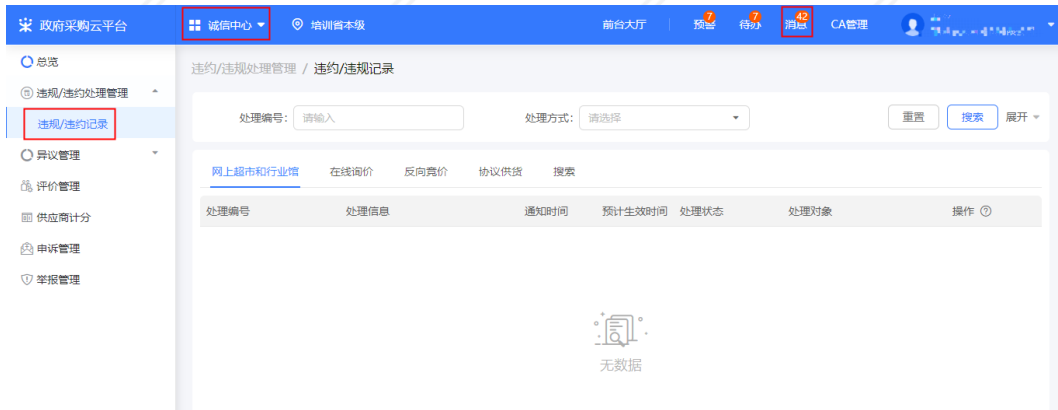 政府采购云平台 诚信中心 培训省本级 前台大厅 预警 7 待办 7 消息 42 CA管理
总览
违规/违约处理管理
违规/违约记录
异议管理
评价管理
供应商计分
申诉管理
举报管理
违约/违规处理管理 / 违约/违规记录
处理编号： 请输入 处理方式： 请选择 重置 搜索 展开
网上超市和行业馆 在线询价 反向竞价 协议供货 搜索
处理编号 处理信息 通知时间 预计生效时间 处理状态 处理对象 操作
无数据